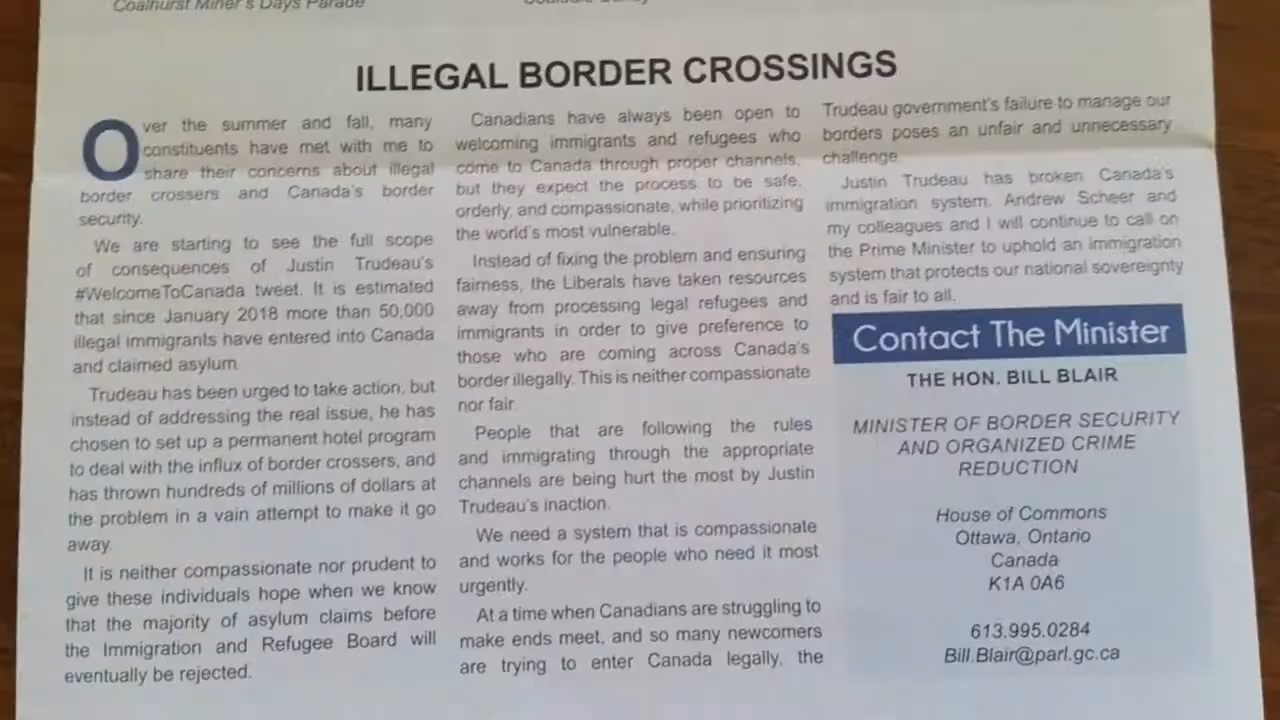 Coalhurst Miner's Days Parade
ILLEGAL BORDER CROSSINGS
Over the summer and fall, many
constituents have met with me to
share their concerns about illegal
border crossers and Canada's border
security.
We are starting to see the full scope
of consequences of Justin Trudeau's
#WelcomeToCanada tweet. It is estimated
that since January 2018 more than 50,000
illegal immigrants have entered into Canada
and claimed asylum.
Trudeau has been urged to take action, but
instead of addressing the real issue, he has
chosen to set up a permanent hotel program
to deal with the influx of border crossers, and
has thrown hundreds of millions of dollars at
the problem in a vain attempt to make it go
away.
It is neither compassionate nor prudent to
give these individuals hope when we know
that the majority of asylum claims before
the Immigration and Refugee Board will
eventually be rejected.
Canadians have always been open to
welcoming immigrants and refugees who
come to Canada through proper channels,
but they expect the process to be safe,
orderly, and compassionate, while prioritizing
the world's most vulnerable.
Instead of fixing the problem and ensuring
fairness, the Liberals have taken resources
away from processing legal refugees and
immigrants in order to give preference to
those who are coming across Canada's
border illegally. This is neither compassionate
nor fair.
People that are following the rules
and immigrating through the appropriate
channels are being hurt the most by Justin
Trudeau's inaction.
We need a system that is compassionate
and works for the people who need it most
urgently.
At a time when Canadians are struggling to
make ends meet, and so many newcomers
are trying to enter Canada legally, the
Trudeau government's failure to manage our
borders poses an unfair and unnecessary
challenge.
Justin Trudeau has broken Canada's
immigration system. Andrew Scheer and
my colleagues and I will continue to call on
the Prime Minister to uphold an immigration
system that protects our national sovereignty
and is fair to all.
Contact The Minister
THE HON. BILL BLAIR
MINISTER OF BORDER SECURITY
AND ORGANIZED CRIME
REDUCTION
House of Commons
Ottawa, Ontario
Canada
K1A 0A6
613.995.0284
Bill.Blair@parl.gc.ca